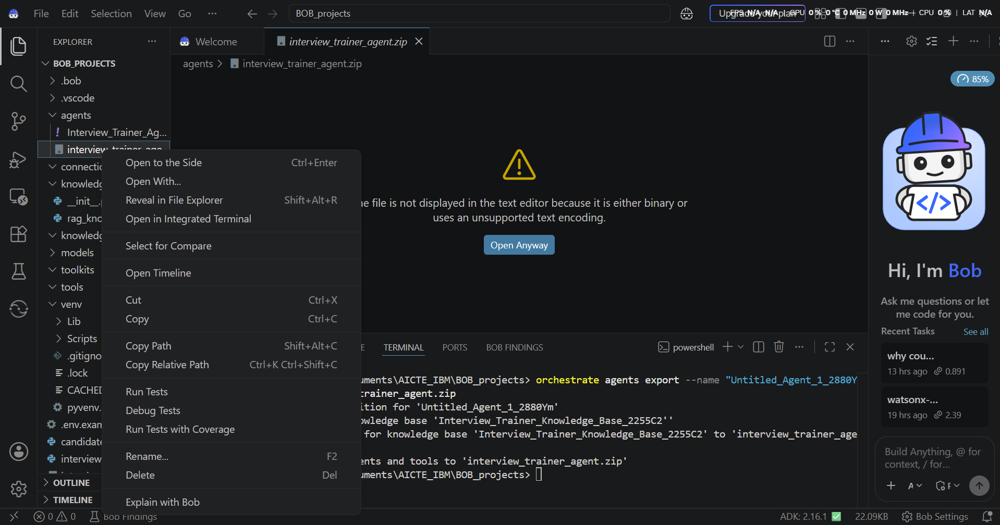 File Edit Selection View Go ···
BOB_projects
Upgrade your plan
FPS N/A N/A GPU 0 % 0 °C 0 MHz 0 W 0 MHz CPU 0 % | LAT N/A
EXPLORER
BOB_PROJECTS
.bob
.vscode
agents
Interview_Trainer_Ag...
interview_trainer_age...
connectio
knowledg
__init__.p
rag_kno
knowledg
models
toolkits
tools
venv
Lib
Scripts
.gitigno
.lock
CACHED
pyvenv.
.env.exam
candidate
interview
OUTLINE
TIMELINE
Open to the Side Ctrl+Enter
Open With...
Reveal in File Explorer Shift+Alt+R
Open in Integrated Terminal
Select for Compare
Open Timeline
Cut Ctrl+X
Copy Ctrl+C
Copy Path Shift+Alt+C
Copy Relative Path Ctrl+K Ctrl+Shift+C
Run Tests
Debug Tests
Run Tests with Coverage
Rename... F2
Delete Del
Explain with Bob
Welcome
interview_trainer_agent.zip
agents > interview_trainer_agent.zip
he file is not displayed in the text editor because it is either binary or
uses an unsupported text encoding.
Open Anyway
E TERMINAL PORTS BOB FINDINGS
powershell
uments\AICTE_IBM\BOB_projects> orchestrate agents export --name "Untitled_Agent_1_2880Y
trainer_agent.zip
ition for 'Untitled_Agent_1_2880Ym'
owledge base 'Interview_Trainer_Knowledge_Base_2255C2''
for knowledge base 'Interview_Trainer_Knowledge_Base_2255C2' to 'interview_trainer_age
ents and tools to 'interview_trainer_agent.zip'
uments\AICTE_IBM\BOB_projects>
85%
</>
Hi, I'm Bob
Ask me questions or let
me code for you.
Recent Tasks See all
why cou...
13 hrs ago 0.891
watsonx-...
19 hrs ago 2.39
Build Anything, @ for
context, / for...
A
0 0 Bob Findings
ADK: 2.16.1 22.09KB Bob Settings